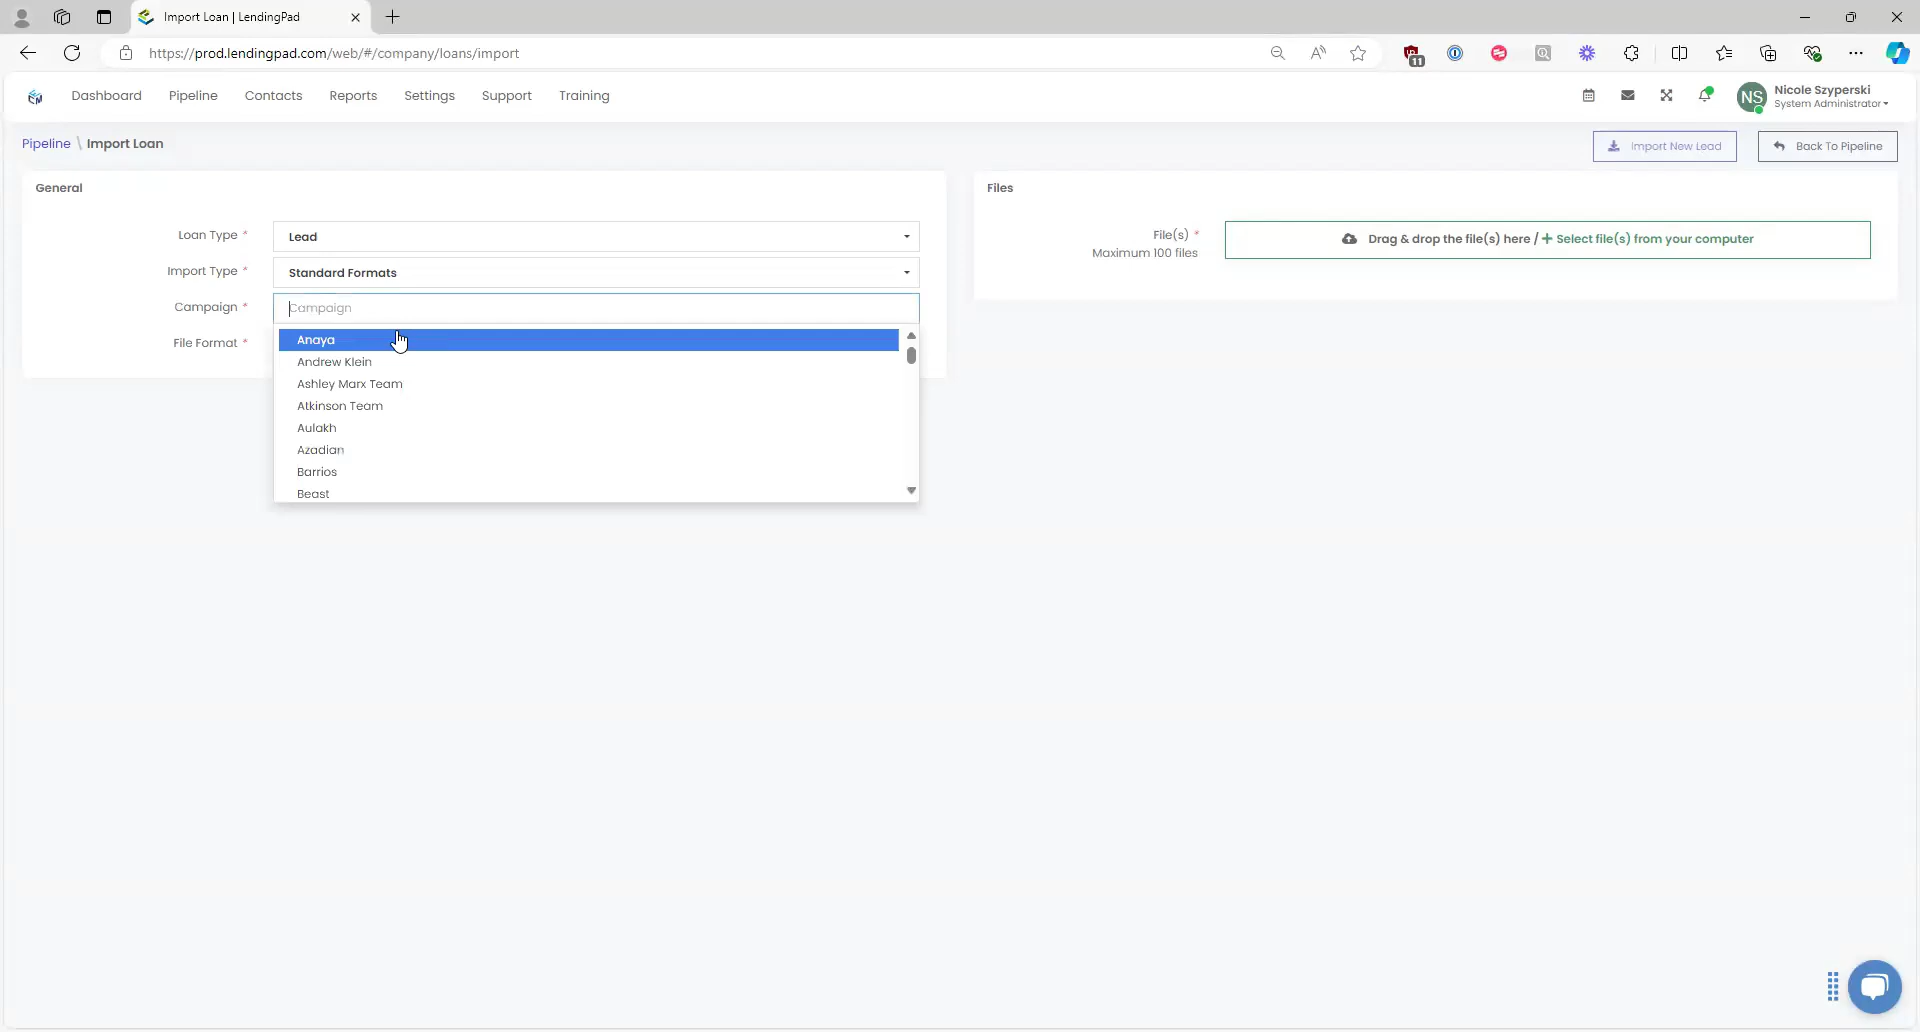 Import Loan | LendingPad
https://prod.lendingpad.com/web/#/company/loans/import
11
Dashboard
Pipeline
Contacts
Reports
Settings
Support
Training
NS
Nicole Szyperski
System Administrator
Pipeline \ Import Loan
Import New Lead
Back To Pipeline
General
Loan Type *
Lead
Import Type *
Standard Formats
Campaign *
Campaign
File Format *
Anaya
Andrew Klein
Ashley Marx Team
Atkinson Team
Aulakh
Azadian
Barrios
Beast
Files
File(s) *
Maximum 100 files
Drag & drop the file(s) here / + Select file(s) from your computer